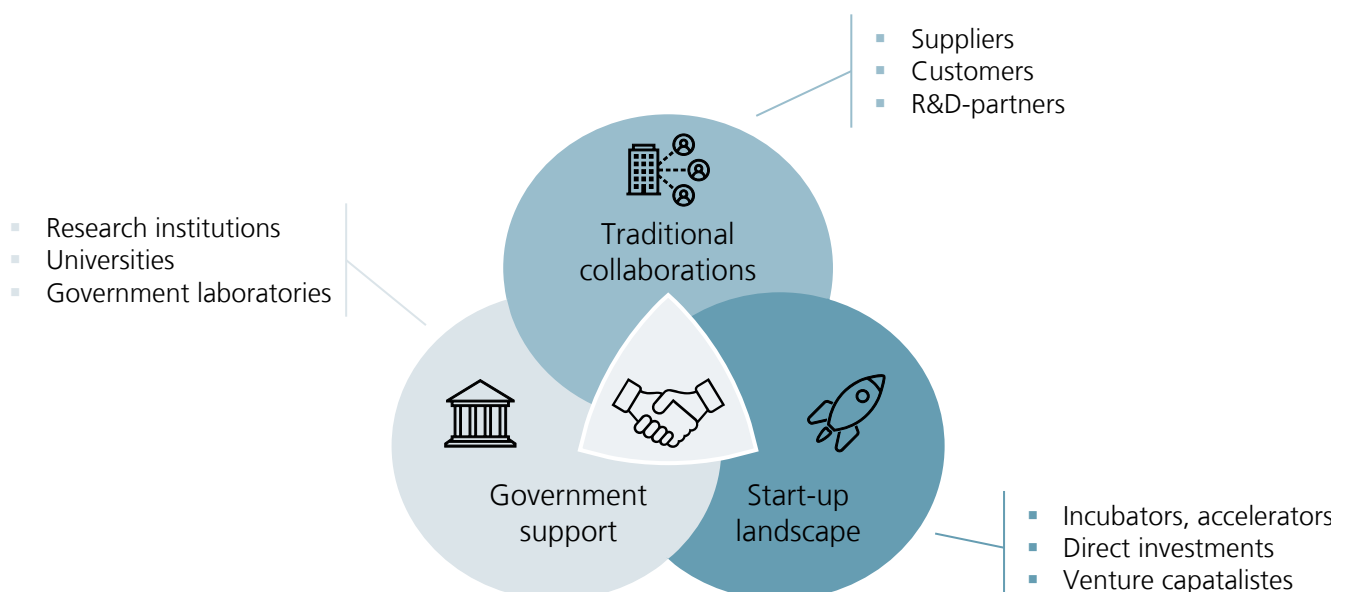 Suppliers
Customers
R&D-partners
Traditional
collaborations
Research institutions
Universities
Government laboratories
Government
support
Start-up
landscape
Incubators, accelerators
Direct investments
Venture capatalistes